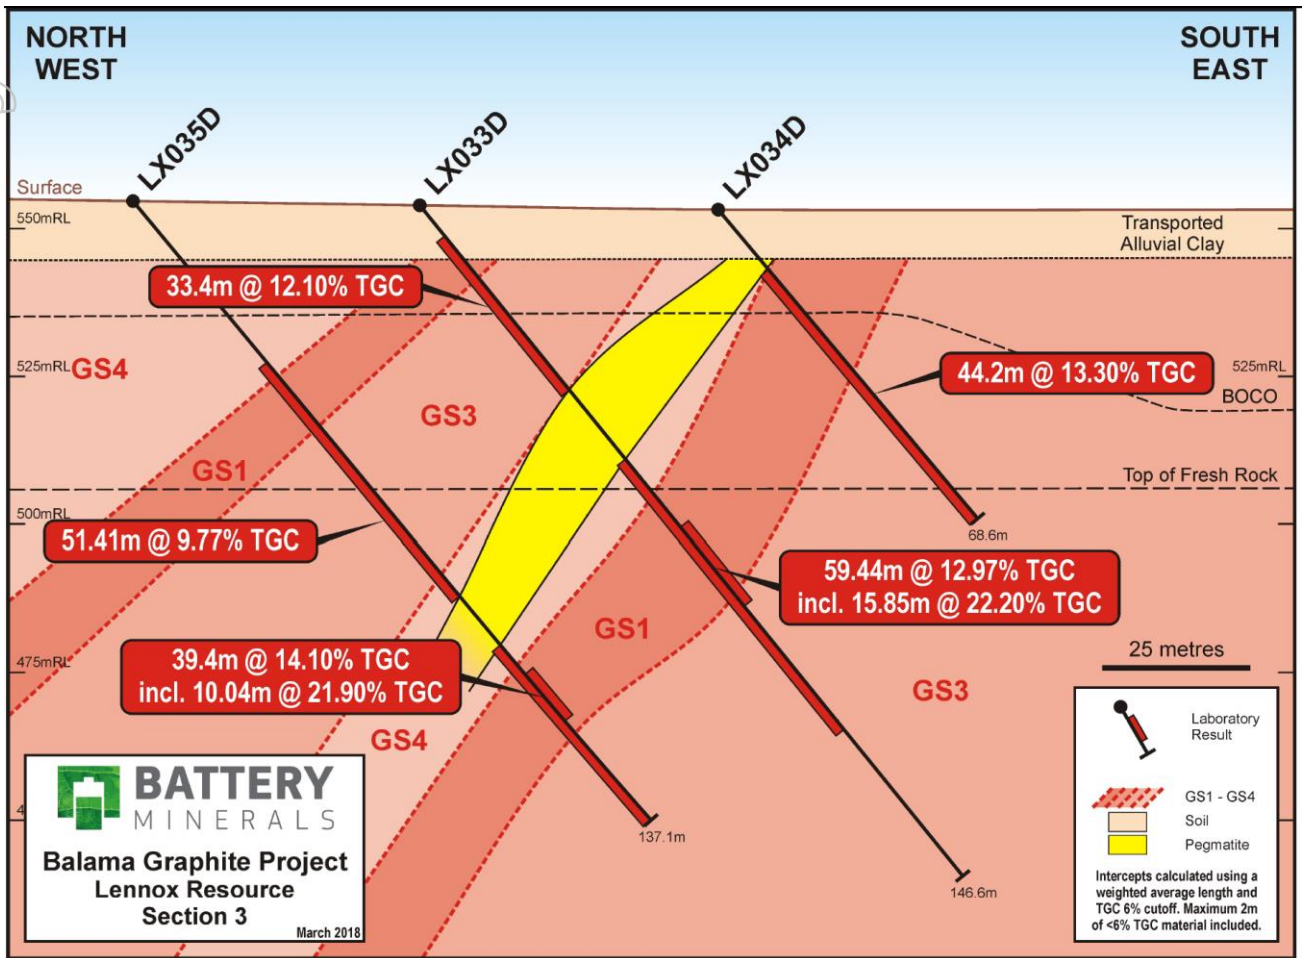 NORTH
WEST
SOUTH
EAST
LX035D
LX033D
LX034D
Surface
550mRL
Transported
Alluvial Clay
33.4m @ 12.10% TGC
525mRL
GS4
GS3
44.2m @ 13.30% TGC
525mRL
BOCO
GS1
Top of Fresh Rock
500mRL
51.41m @ 9.77% TGC
68.6m
59.44m @ 12.97% TGC
incl. 15.85m @ 22.20% TGC
GS1
475mRL
39.4m @ 14.10% TGC
incl. 10.04m @ 21.90% TGC
25 metres
GS3
GS4
Laboratory
Result
GS1 - GS4
Soil
Pegmatite
Intercepts calculated using a
weighted average length and
TGC 6% cutoff. Maximum 2m
of <6% TGC material included.
BATTERY
MINERALS
Balama Graphite Project
Lennox Resource
Section 3
March 2018
137.1m
146.6m